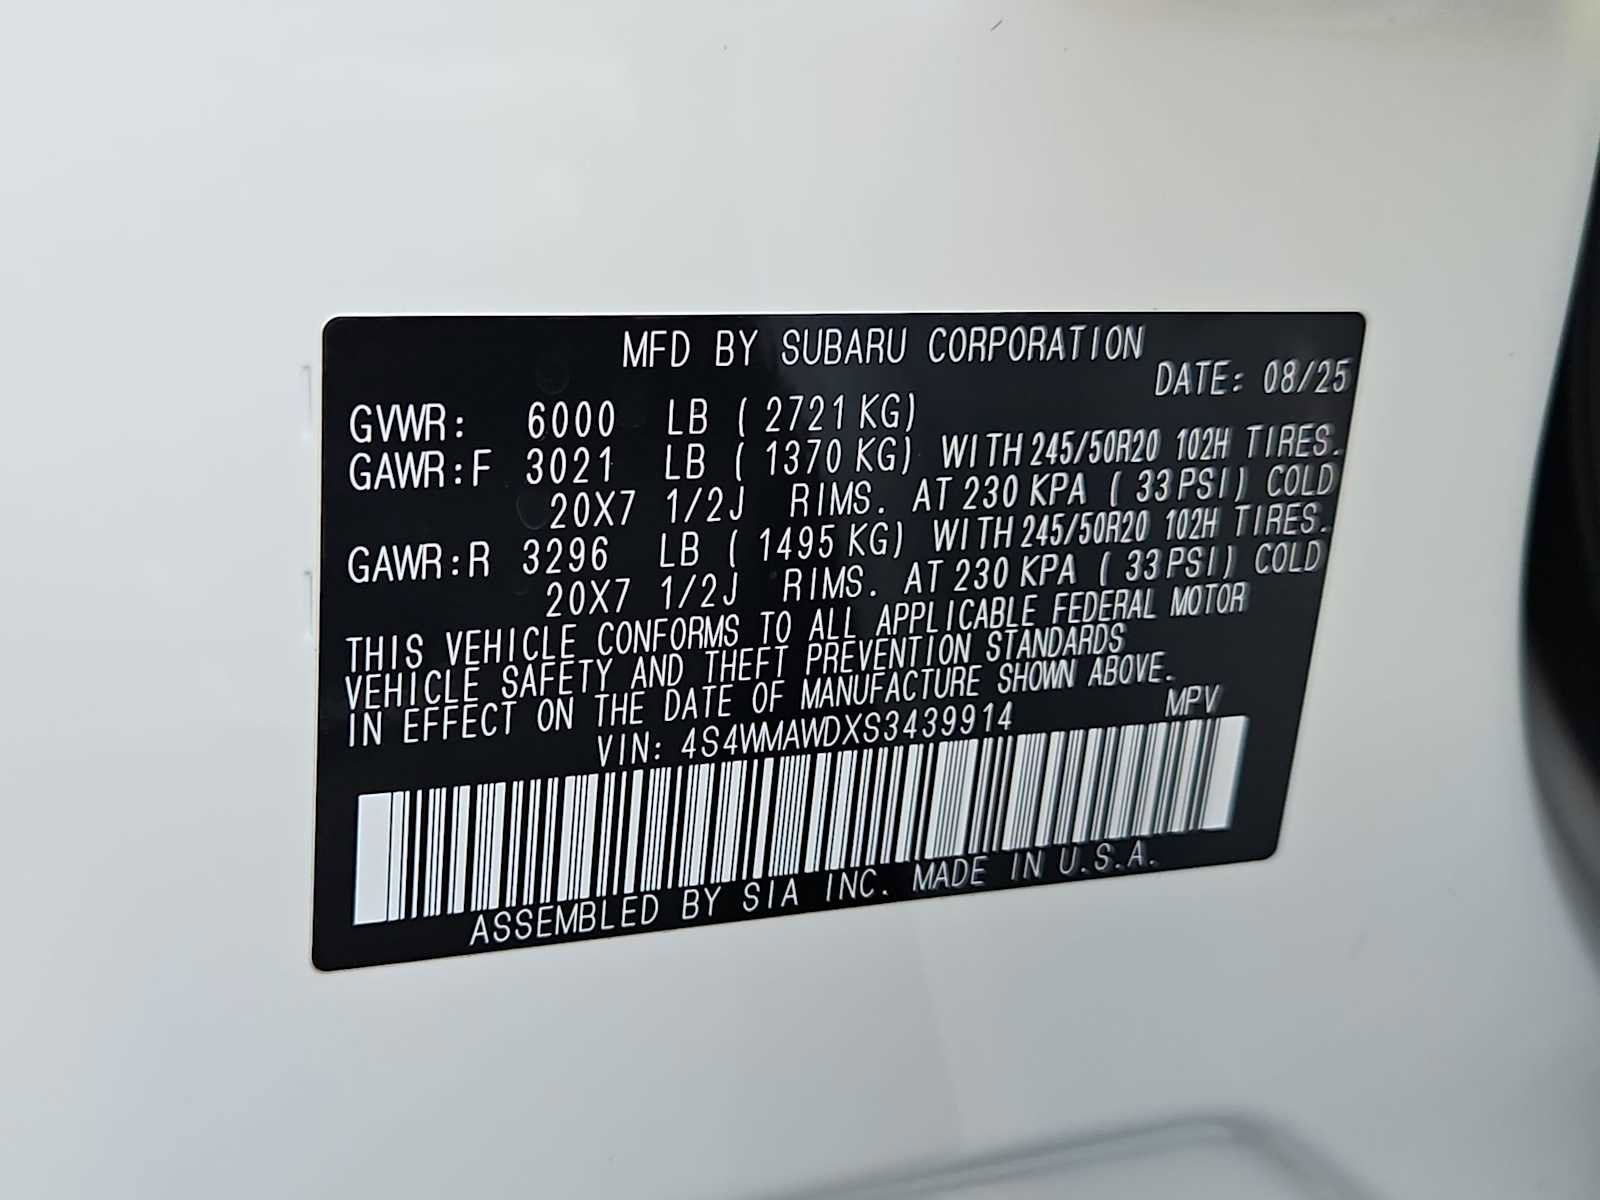 MFD BY SUBARU CORPORATION
DATE: 08/25
GVWR: 6000 LB ( 2721 KG)
GAWR:F 3021 LB ( 1370 KG) WITH 245/50R20 102H TIRES.
20X7 1/2J RIMS. AT 230 KPA ( 33 PSI) COLD
GAWR:R 3296 LB ( 1495 KG) WITH 245/50R20 102H TIRES.
20X7 1/2J RIMS. AT 230 KPA ( 33 PSI) COLD
THIS VEHICLE CONFORMS TO ALL APPLICABLE FEDERAL MOTOR
VEHICLE SAFETY AND THEFT PREVENTION STANDARDS
IN EFFECT ON THE DATE OF MANUFACTURE SHOWN ABOVE.
VIN: 4S4WMAWDXS3439914 MPV
ASSEMBLED BY SIA INC. MADE IN U.S.A.